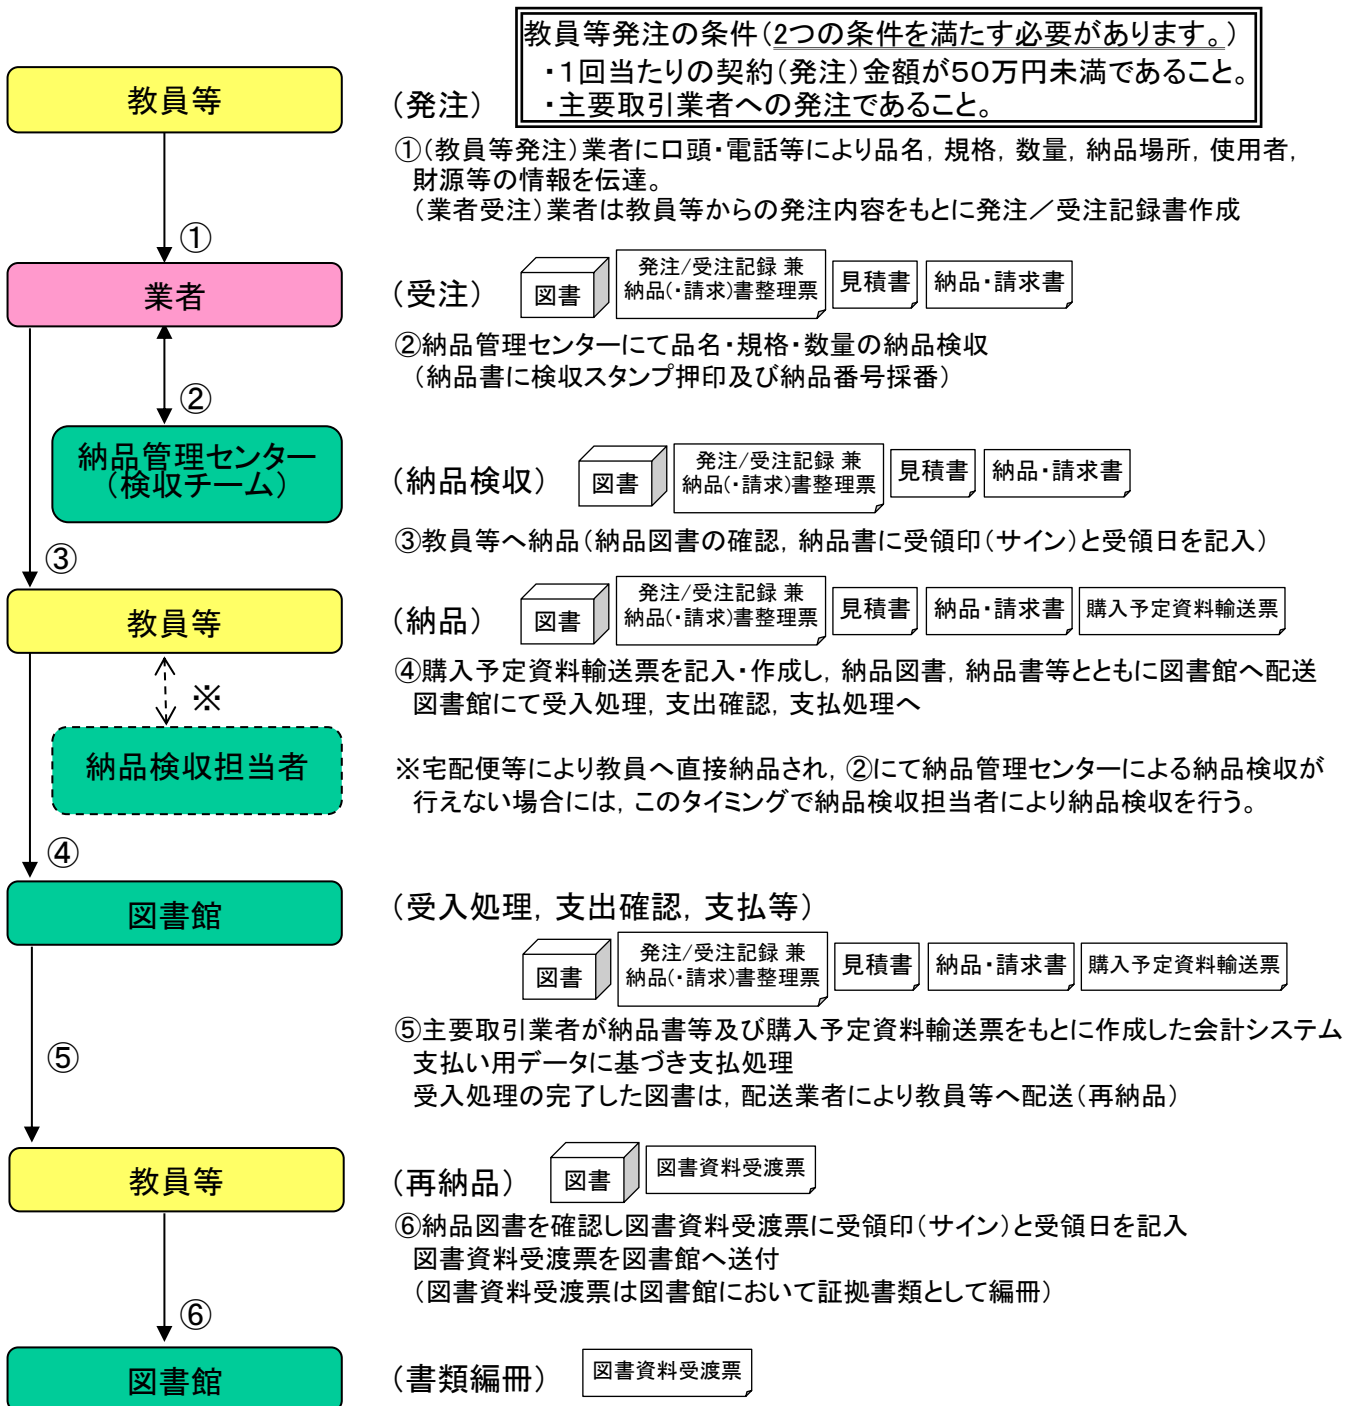 教員等発注の条件(2つの条件を満たす必要があります。)
・1回当たりの契約(発注)金額が50万円未満であること。
・主要取引業者への発注であること。
教員等
(発注)
①(教員等発注)業者に口頭・電話等により品名, 規格, 数量, 納品場所, 使用者,
財源等の情報を伝達。
(業者受注)業者は教員等からの発注内容をもとに発注/受注記録書作成
①
業者
(受注)
図書
発注/受注記録 兼
納品(・請求)書整理票
見積書
納品・請求書
②納品管理センターにて品名・規格・数量の納品検収
(納品書に検収スタンプ押印及び納品番号採番)
②
納品管理センター
(検収チーム)
(納品検収)
図書
発注/受注記録 兼
納品(・請求)書整理票
見積書
納品・請求書
③教員等へ納品(納品図書の確認, 納品書に受領印(サイン)と受領日を記入)
③
教員等
(納品)
図書
発注/受注記録 兼
納品(・請求)書整理票
見積書
納品・請求書
購入予定資料輸送票
④購入予定資料輸送票を記入・作成し, 納品図書, 納品書等とともに図書館へ配送
図書館にて受入処理, 支出確認, 支払処理へ
※
納品検収担当者
※宅配便等により教員へ直接納品され, ②にて納品管理センターによる納品検収が
行えない場合には, このタイミングで納品検収担当者により納品検収を行う。
④
図書館
(受入処理, 支出確認, 支払等)
図書
発注/受注記録 兼
納品(・請求)書整理票
見積書
納品・請求書
購入予定資料輸送票
⑤主要取引業者が納品書等及び購入予定資料輸送票をもとに作成した会計システム
支払い用データに基づき支払処理
受入処理の完了した図書は, 配送業者により教員等へ配送(再納品)
⑤
教員等
(再納品)
図書
図書資料受渡票
⑥納品図書を確認し図書資料受渡票に受領印(サイン)と受領日を記入
図書資料受渡票を図書館へ送付
(図書資料受渡票は図書館において証拠書類として編冊)
⑥
図書館
(書類編冊)
図書資料受渡票